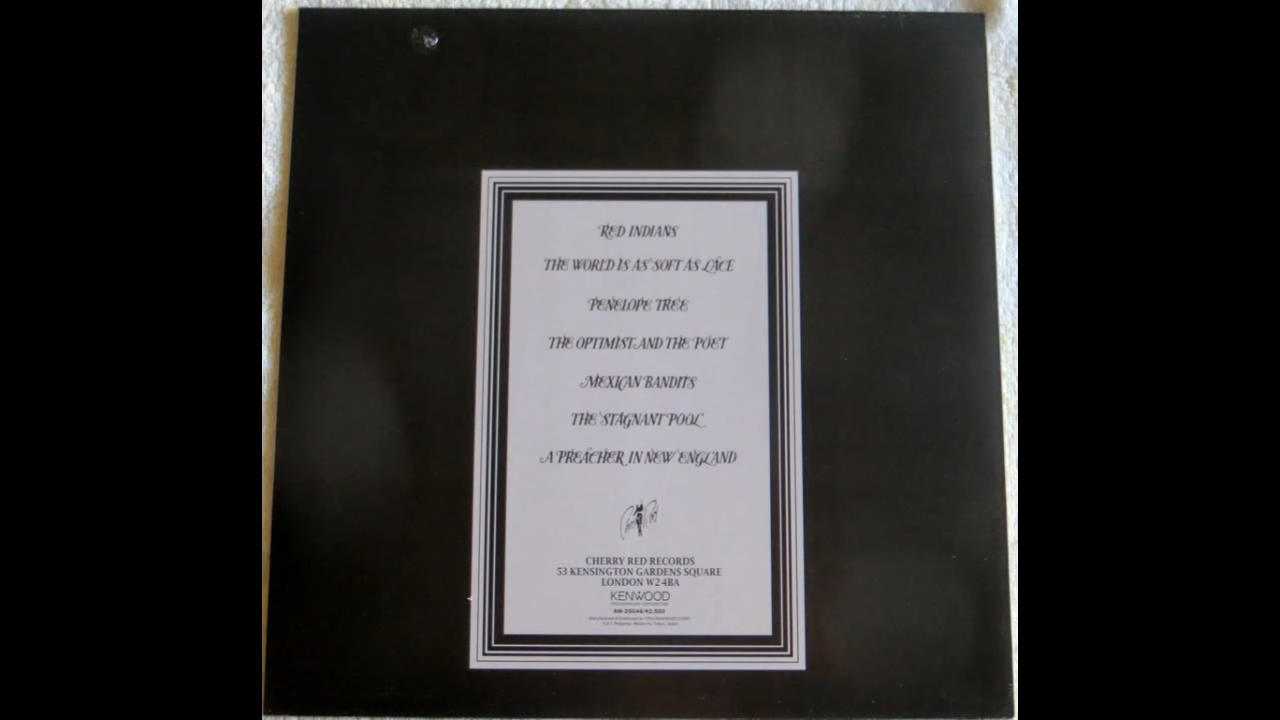 RED INDIANS
THE WORLD IS AS SOFT AS LACE
PENELOPE TREE
THE OPTIMIST AND THE POET
MEXICAN BANDITS
THE STAGNANT POOL
A PREACHER IN NEW ENGLAND
CHERRY RED RECORDS
53 KENSINGTON GARDENS SQUARE
LONDON W2 4BA
KENWOOD